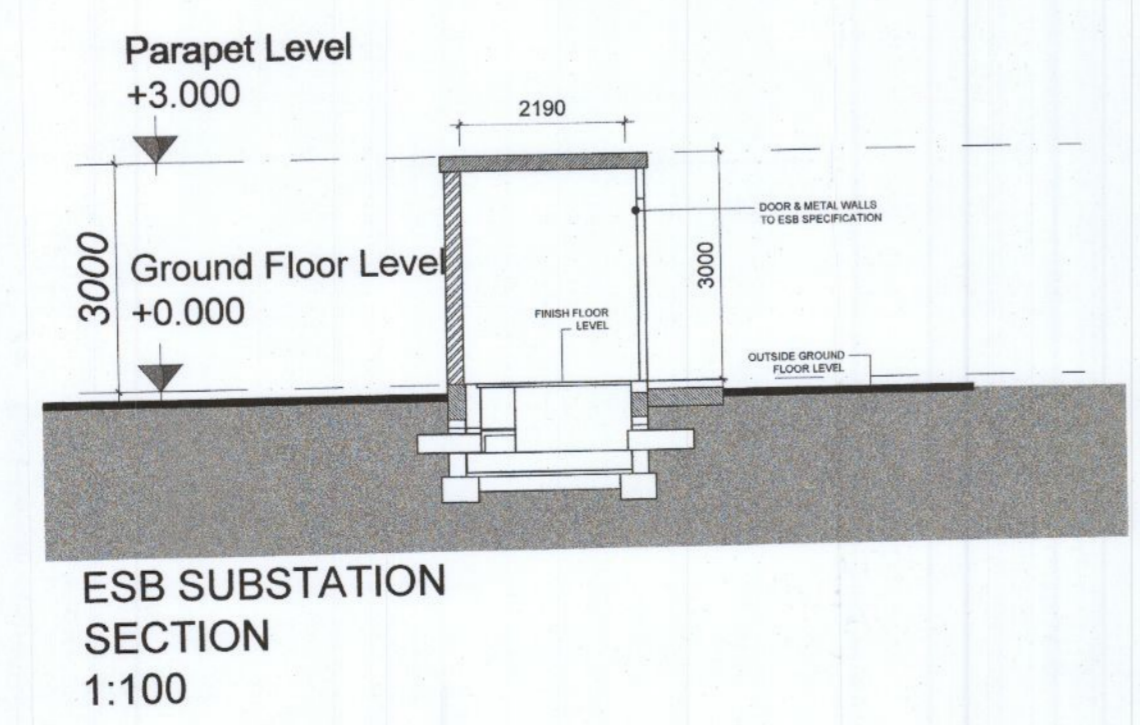 Parapet Level
+3.000
2190
DOOR & METAL WALLS
TO ESB SPECIFICATION
3000
Ground Floor Level
+0.000
3000
FINISH FLOOR
LEVEL
OUTSIDE GROUND
FLOOR LEVEL
ESB SUBSTATION
SECTION
1:100